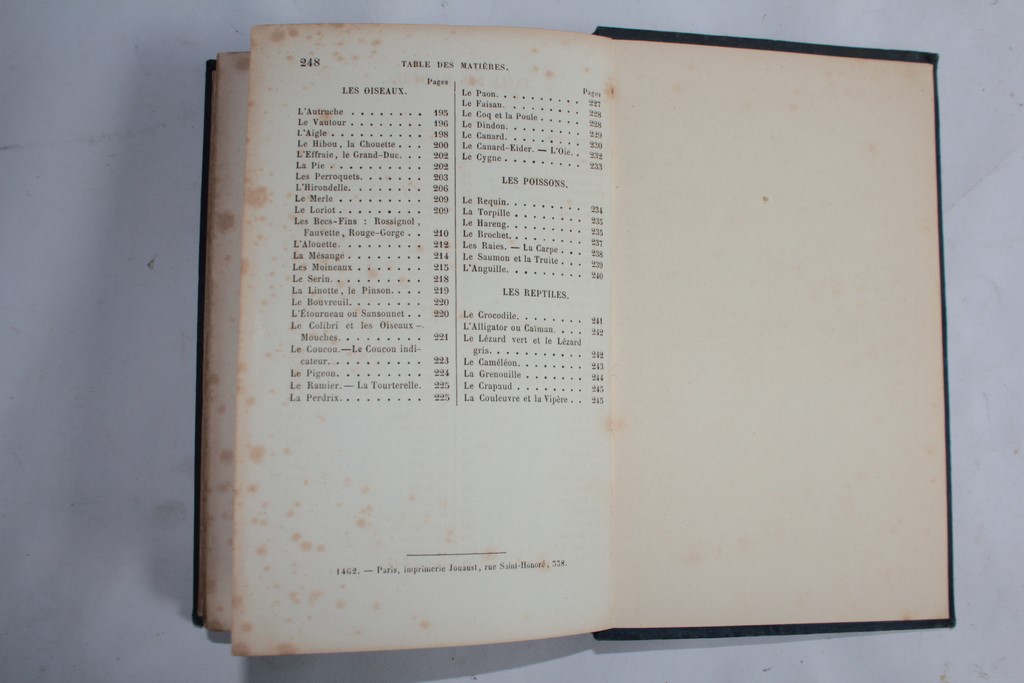 248
TABLE DES MATIÈRES.
Pages
LES OISEAUX.
L'Autruche . . . . . . . . 195
Le Vautour . . . . . . . . 196
L'Aigle . . . . . . . . . 198
Le Hibou, la Chouette . . . 200
L'Effraie, le Grand-Duc. . . 202
La Pie . . . . . . . . . 202
Les Perroquets. . . . . . . 203
L'Hirondelle. . . . . . . . 206
Le Merle . . . . . . . . 209
Le Loriot . . . . . . . . 209
Les Becs-Fins : Rossignol,
Fauvette, Rouge-Gorge . . 210
L'Alouette. . . . . . . . . 212
La Mésange . . . . . . . 214
Les Moineaux . . . . . . . 215
Le Serin. . . . . . . . . 218
La Linotte, le Pinson. . . . 219
Le Bouvreuil. . . . . . . . 220
L'Étourneau ou Sansonnet . . 220
Le Colibri et les Oiseaux-
Mouches. . . . . . . . . 221
Le Coucou.—Le Coucou indi-
cateur. . . . . . . . . . 223
Le Pigeon. . . . . . . . . 224
Le Ramier. — La Tourterelle. 225
La Perdrix. . . . . . . . . 225
Pages
Le Paon. . . . . . . . . . 227
Le Faisan. . . . . . . . . 228
Le Coq et la Poule . . . . . 228
Le Dindon. . . . . . . . . 229
Le Canard. . . . . . . . . 230
Le Canard-Eider. — L'Oie. . 232
Le Cygne . . . . . . . . . 233
LES POISSONS.
Le Requin. . . . . . . . . 234
La Torpille . . . . . . . . 235
Le Hareng. . . . . . . . . 235
Le Brochet. . . . . . . . . 237
Les Raies. — La Carpe . . . 238
Le Saumon et la Truite . . . 239
L'Anguille. . . . . . . . . 240
LES REPTILES.
Le Crocodile. . . . . . . . 241
L'Alligator ou Caïman. . . . 242
Le Lézard vert et le Lézard
gris. . . . . . . . . . . 242
Le Caméléon. . . . . . . . 243
La Grenouille . . . . . . . 244
Le Crapaud . . . . . . . . 245
La Couleuvre et la Vipère . . 245
1462. — Paris, imprimerie Jouaust, rue Saint-Honoré, 338.